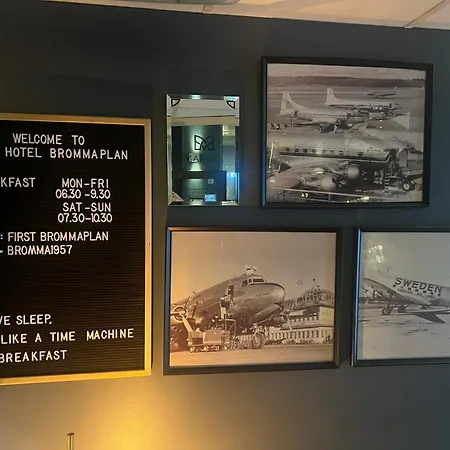 WELCOME TO
HOTEL BROMMAPLAN
KFAST
MON-FRI
06.30 -9.30
SAT-SUN
07.30-10.30
: FIRST BROMMAPLAN
BROMMA1957
VE SLEEP,
LIKE A TIME MACHINE
BREAKFAST
SWEDEN